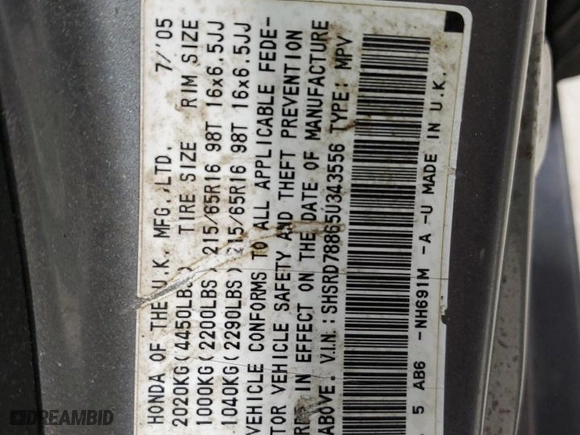 HONDA OF THE U.K. MFG.,LTD. 7/'05
2020KG(4450LBS) TIRE SIZE RIM SIZE
1000KG(2200LBS) 215/65R16 98T 16x6.5JJ
1040KG(2290LBS) 215/65R16 98T 16x6.5JJ
VEHICLE CONFORMS TO ALL APPLICABLE FEDE-
TOR VEHICLE SAFETY AND THEFT PREVENTION
IN EFFECT ON THE DATE OF MANUFACTURE
ABOVE. V.I.N.: SHSRD78865U343556 TYPE: MPV
5 AB6 -NH691M -A -U MADE IN U.K.
DREAMBID